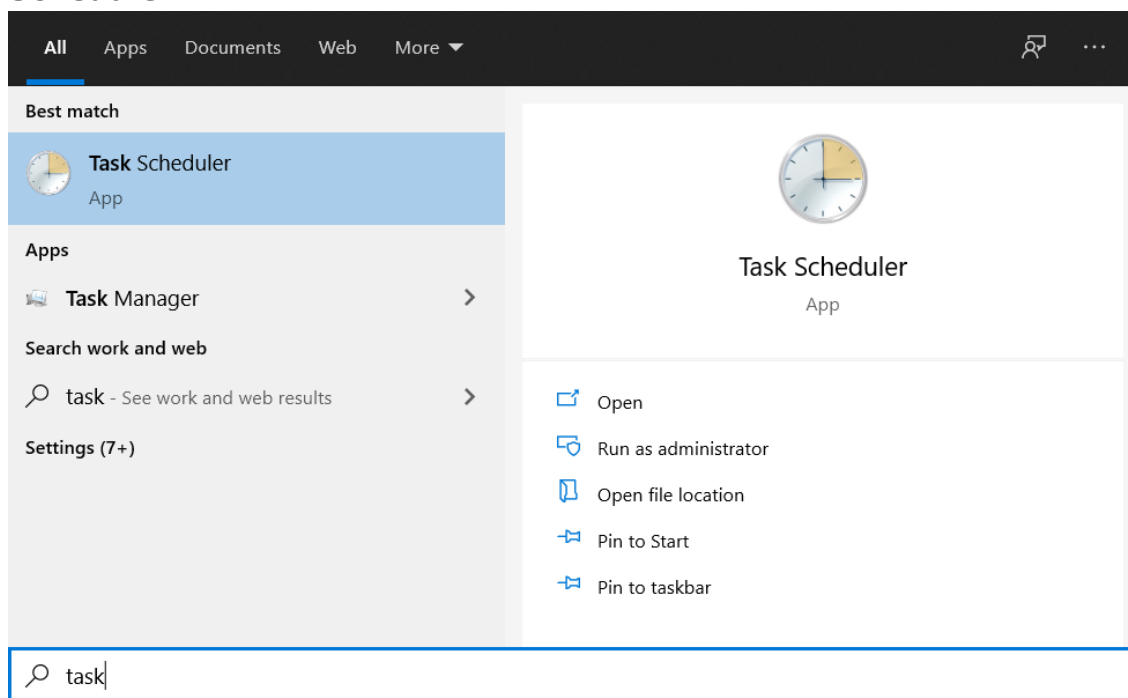 All Apps Documents Web More
Best match
Task Scheduler
App
Apps
Task Manager
Search work and web
task - See work and web results
Settings (7+)
Task Scheduler
App
Open
Run as administrator
Open file location
Pin to Start
Pin to taskbar
task